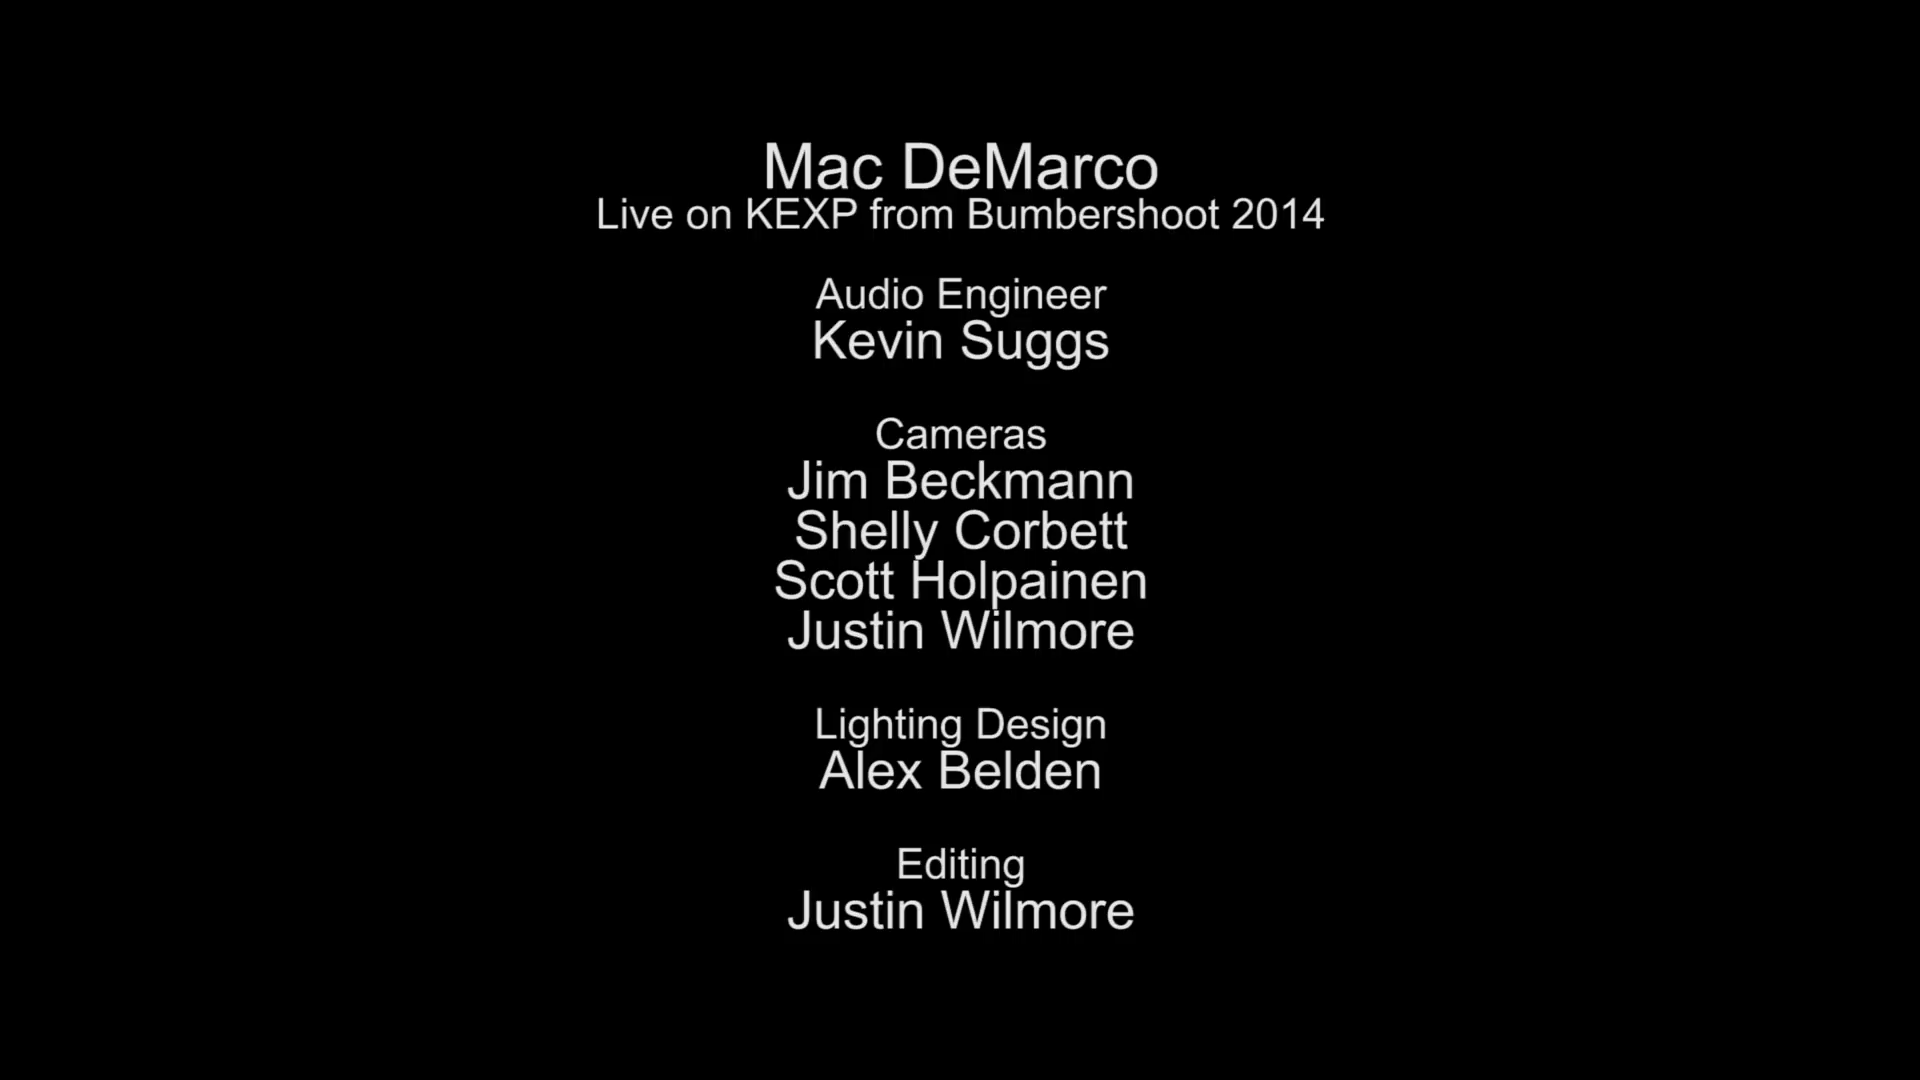 Mac DeMarco
Live on KEXP from Bumbershoot 2014
Audio Engineer
Kevin Suggs
Cameras
Jim Beckmann
Shelly Corbett
Scott Holpainen
Justin Wilmore
Lighting Design
Alex Belden
Editing
Justin Wilmore